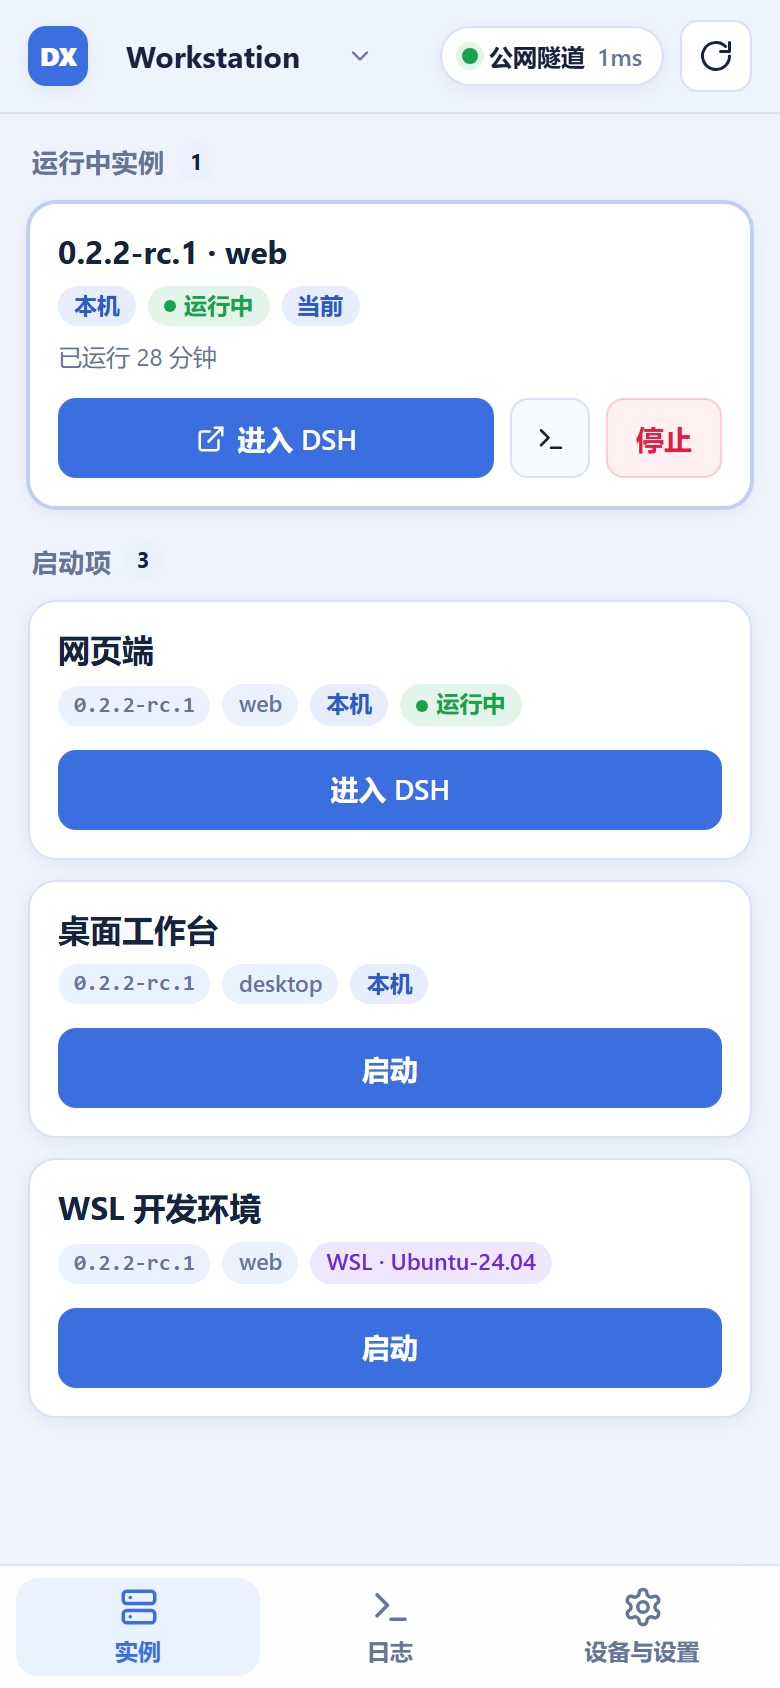 DX Workstation 公网隧道 1ms
运行中实例 1
0.2.2-rc.1 · web
本机 运行中 当前
已运行 28 分钟
进入 DSH >_ 停止
启动项 3
网页端
0.2.2-rc.1 web 本机 运行中
进入 DSH
桌面工作台
0.2.2-rc.1 desktop 本机
启动
WSL 开发环境
0.2.2-rc.1 web WSL · Ubuntu-24.04
启动
实例 日志 设备与设置